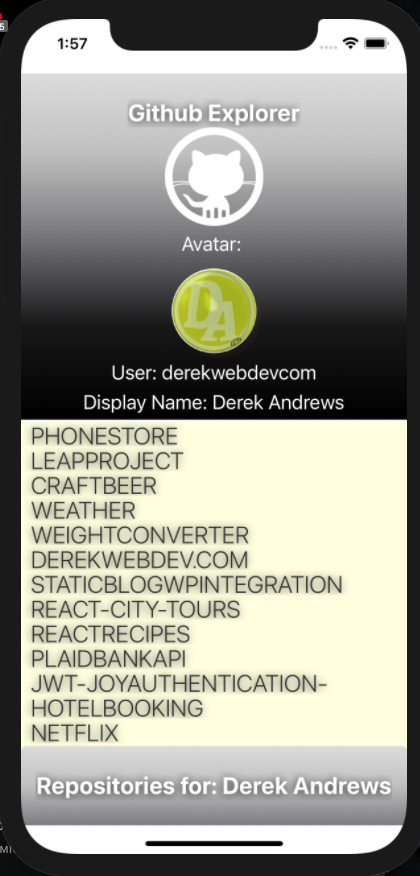 1:57
Github Explorer
Avatar:
DA
User: derekwebdevcom
Display Name: Derek Andrews
PHONESTORE
LEAPPROJECT
CRAFTBEER
WEATHER
WEIGHTCONVERTER
DEREKWEBDEV.COM
STATICBLOGWPINTEGRATION
REACT-CITY-TOURS
REACTRECIPES
PLAIDBANKAPI
JWT-JOYAUTHENTICATION-
HOTELBOOKING
NETFLIX
Repositories for: Derek Andrews